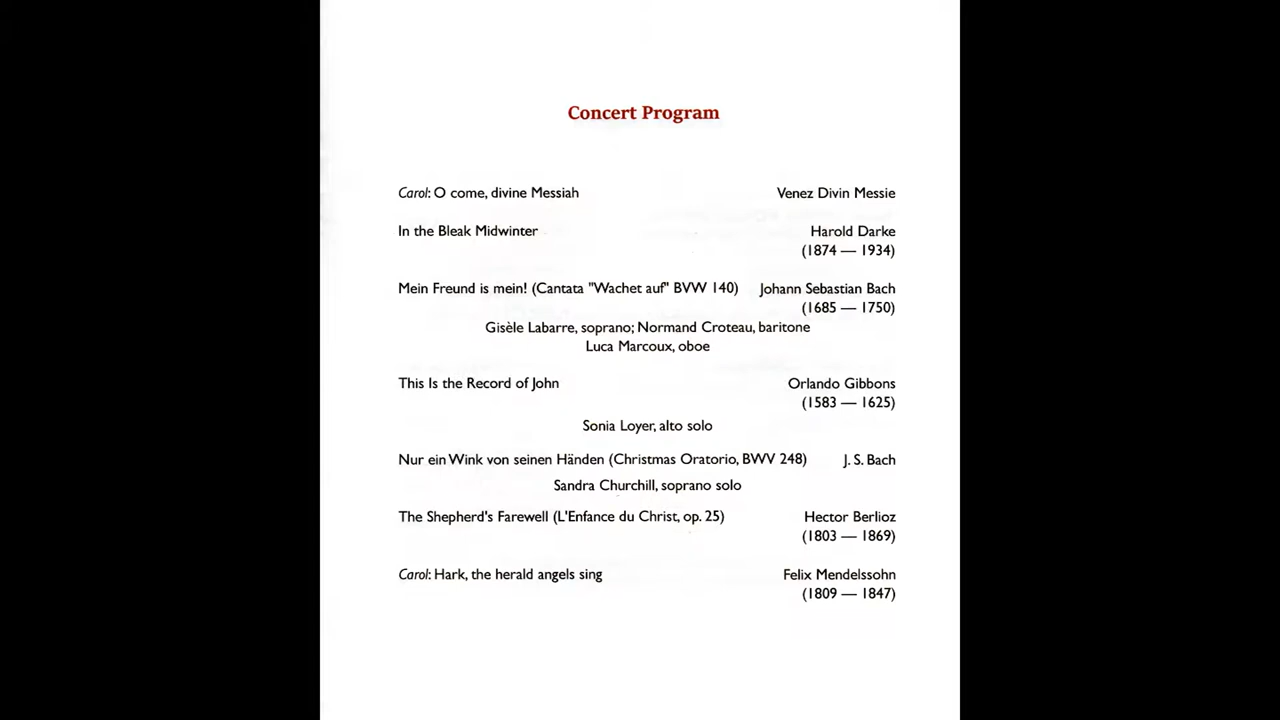 Concert Program
Carol: O come, divine Messiah Venez Divin Messie
In the Bleak Midwinter Harold Darke
(1874 — 1934)
Mein Freund is mein! (Cantata "Wachet auf" BVW 140) Johann Sebastian Bach
(1685 — 1750)
Gisèle Labarre, soprano; Normand Croteau, baritone
Luca Marcoux, oboe
This Is the Record of John Orlando Gibbons
(1583 — 1625)
Sonia Loyer, alto solo
Nur ein Wink von seinen Händen (Christmas Oratorio, BWV 248) J. S. Bach
Sandra Churchill, soprano solo
The Shepherd's Farewell (L'Enfance du Christ, op. 25) Hector Berlioz
(1803 — 1869)
Carol: Hark, the herald angels sing Felix Mendelssohn
(1809 — 1847)